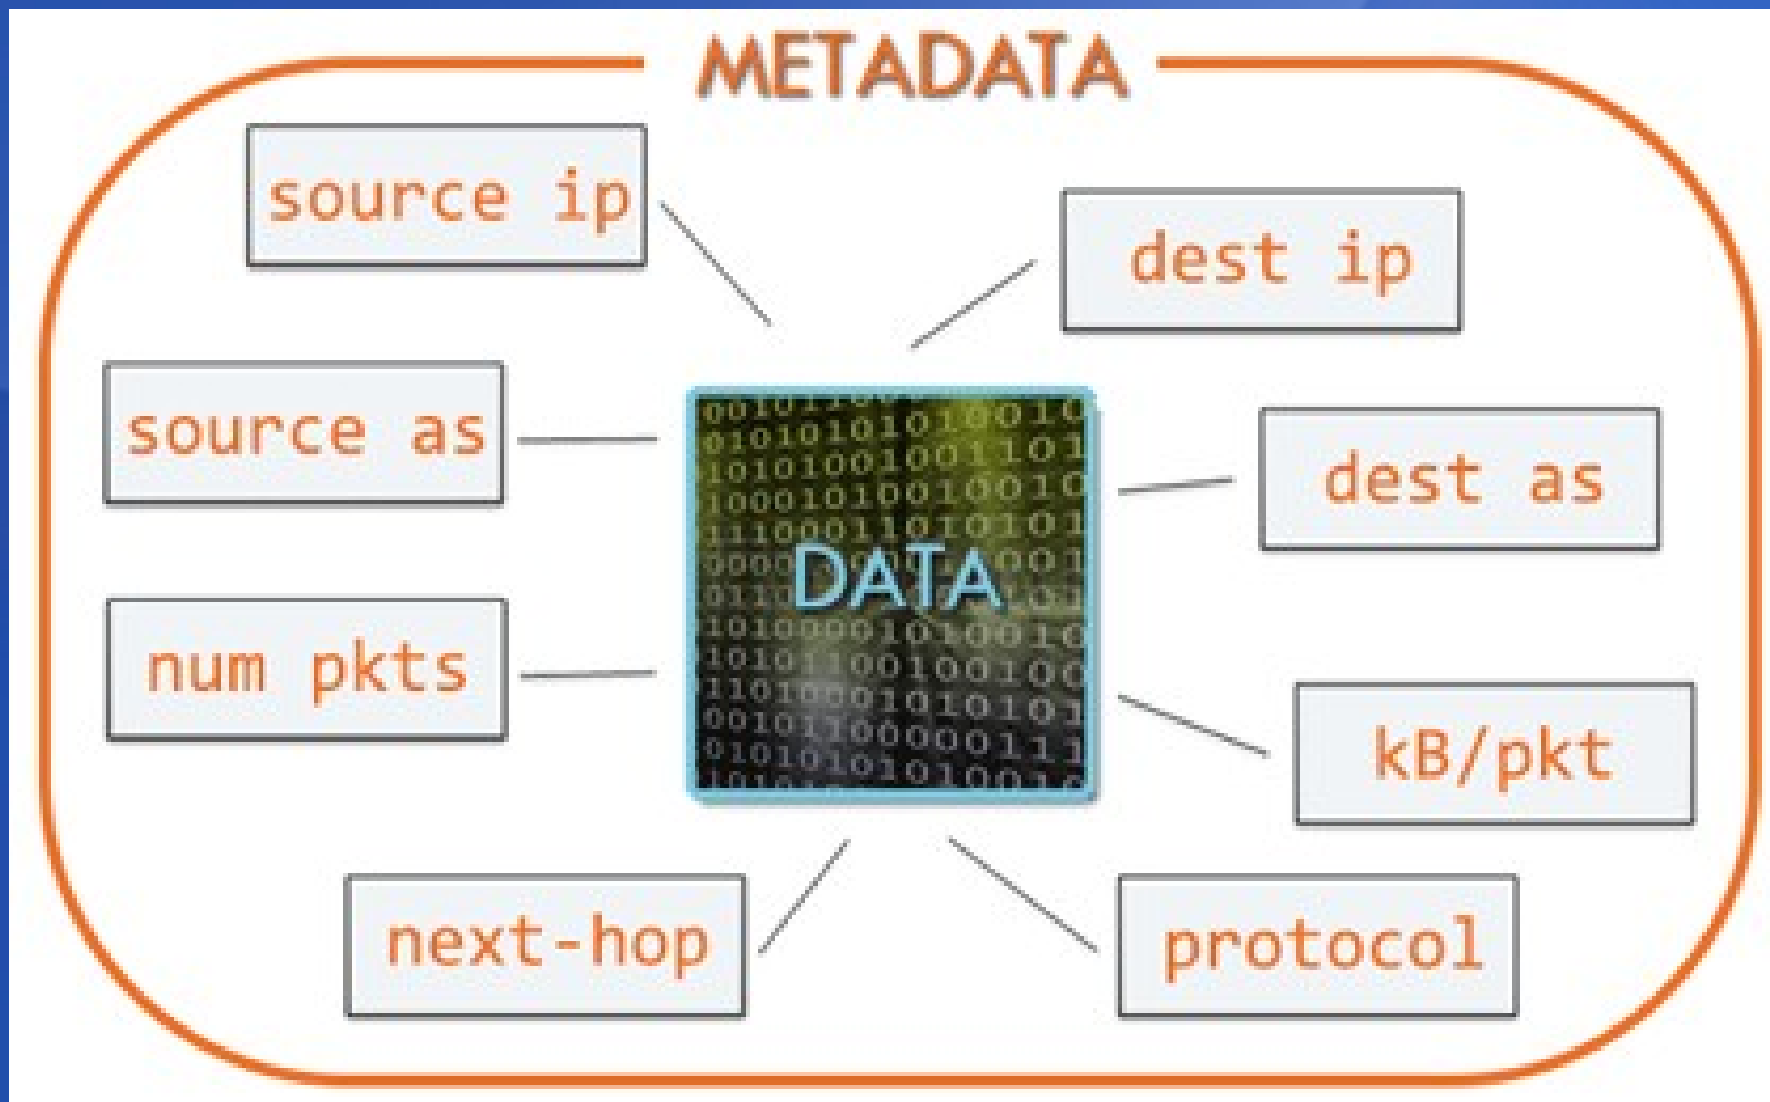 METADATA
source ip
dest ip
source as
dest as
DATA
num pkts
kB/pkt
next-hop
protocol